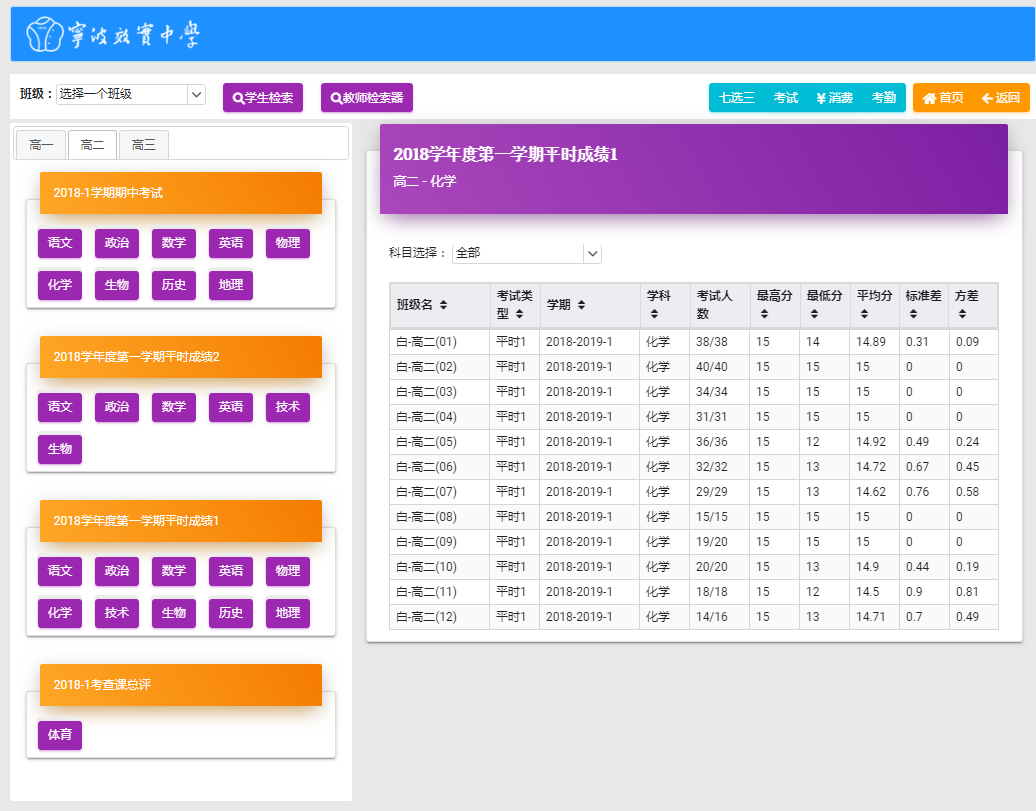 寧波效實中學
班级： 选择一个班级 学生检索 教师检索器 七选三 考试 ¥ 消费 考勤 首页 返回
高一 高二 高三
2018-1学期期中考试
语文 政治 数学 英语 物理
化学 生物 历史 地理
2018学年度第一学期平时成绩2
语文 政治 数学 英语 技术
生物
2018学年度第一学期平时成绩1
语文 政治 数学 英语 物理
化学 技术 生物 历史 地理
2018-1考查课总评
体育
2018学年度第一学期平时成绩1
高二 - 化学
科目选择： 全部
班级名 考试类型 学期 学科 考试人数 最高分 最低分 平均分 标准差 方差
白-高二(01) 平时1 2018-2019-1 化学 38/38 15 14 14.89 0.31 0.09
白-高二(02) 平时1 2018-2019-1 化学 40/40 15 15 15 0 0
白-高二(03) 平时1 2018-2019-1 化学 34/34 15 15 15 0 0
白-高二(04) 平时1 2018-2019-1 化学 31/31 15 15 15 0 0
白-高二(05) 平时1 2018-2019-1 化学 36/36 15 12 14.92 0.49 0.24
白-高二(06) 平时1 2018-2019-1 化学 32/32 15 13 14.72 0.67 0.45
白-高二(07) 平时1 2018-2019-1 化学 29/29 15 13 14.62 0.76 0.58
白-高二(08) 平时1 2018-2019-1 化学 15/15 15 15 15 0 0
白-高二(09) 平时1 2018-2019-1 化学 19/20 15 15 15 0 0
白-高二(10) 平时1 2018-2019-1 化学 20/20 15 13 14.9 0.44 0.19
白-高二(11) 平时1 2018-2019-1 化学 18/18 15 12 14.5 0.9 0.81
白-高二(12) 平时1 2018-2019-1 化学 14/16 15 13 14.71 0.7 0.49